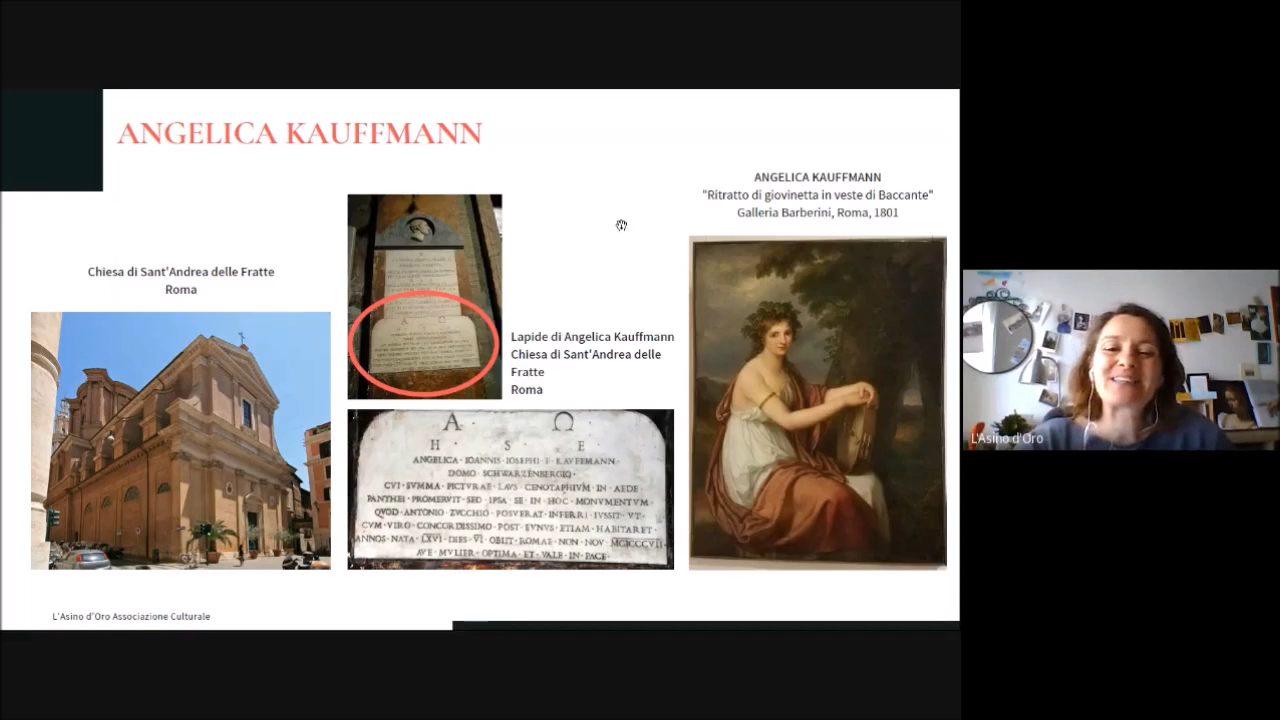 ANGELICA KAUFFMANN
ANGELICA KAUFFMANN
"Ritratto di giovinetta in veste di Baccante"
Galleria Barberini, Roma, 1801
Chiesa di Sant'Andrea delle Fratte
Roma
Lapide di Angelica Kauffmann
Chiesa di Sant'Andrea delle
Fratte
Roma
A Ω
H · S · E
ANGELICA · IOANNIS · IOSEPHI · F · KAVFFMANN
DOMO · SCHWARZENBERGIO ·
CVI · SVMMA · PICTVRAE · LAVS · CENOTAPHIVM · IN · AEDE
PANTHEI · PROMERVIT · SED · IPSA · SE · IN · HOC · MONVMENTVM ·
QVOD · ANTONIO · ZVCCHIO · POSVERAT · INFERRI · IVSSIT · VT ·
CVM · VIRO · CONCORDISSIMO · POST · FVNVS · ETIAM · HABITARET ·
ANNOS · NATA · LXVI · DIES · VI · OBIIT · ROMAE · NON · NOV ·
AVE · MVLIER · OPTIMA · ET · VALE · IN · PACE ·
L'Asino d'Oro
L'Asino d'Oro Associazione Culturale